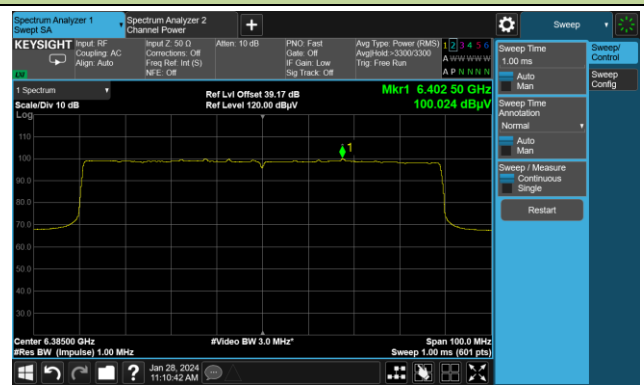 Spectrum Analyzer 1
Swept SA
Spectrum Analyzer 2
Channel Power
Sweep
KEYSIGHT
Input: RF
Coupling: AC
Align: Auto
Input Z: 50 Ω
Corrections: Off
Freq Ref: Int (S)
NFE: Off
Atten: 10 dB
PNO: Fast
Gate: Off
IF Gain: Low
Sig Track: Off
Avg Type: Power (RMS)
Avg|Hold:>3300/3300
Trig: Free Run
1 2 3 4 5 6
A W W W W W
A P N N N N
1 Spectrum
Scale/Div 10 dB
Log
Ref Lvl Offset 39.17 dB
Ref Level 120.00 dBµV
Mkr1 6.402 50 GHz
100.024 dBµV
1
110
100
90.0
80.0
70.0
60.0
50.0
40.0
30.0
Center 6.38500 GHz
#Res BW (Impulse) 1.00 MHz
#Video BW 3.0 MHz*
Span 100.0 MHz
Sweep 1.00 ms (601 pts)
Jan 28, 2024
11:10:42 AM
Sweep Time
1.00 ms
Auto
Man
Sweep Time
Annotation
Normal
Auto
Man
Sweep / Measure
Continuous
Single
Restart
Sweep/
Control
Sweep
Config